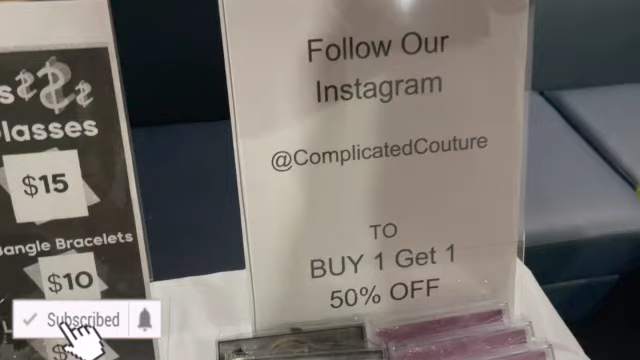 lasses
$15
angle Bracelets
$10
Subscribed
Follow Our
Instagram
@ComplicatedCouture
TO
BUY 1 Get 1
50% OFF